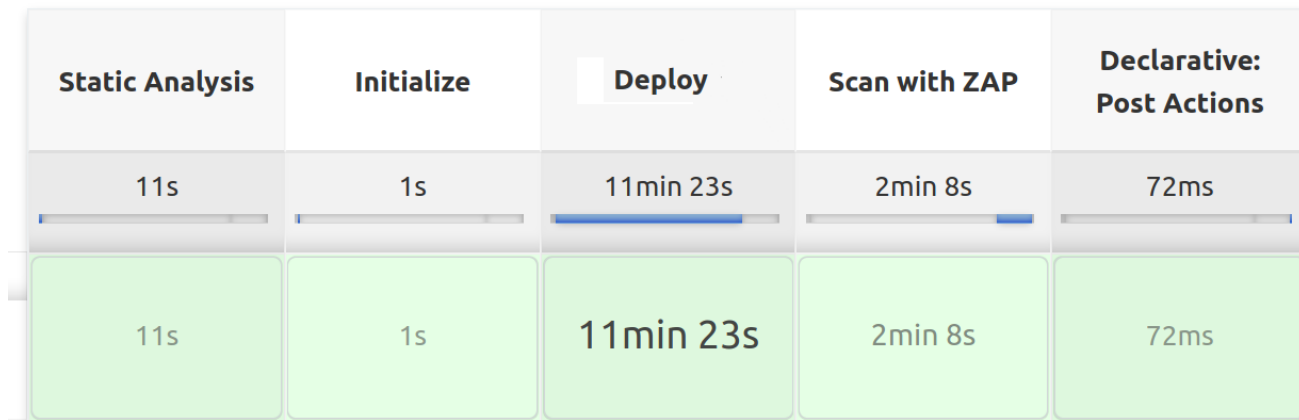 Static Analysis
Initialize
Deploy
Scan with ZAP
Declarative:
Post Actions
11s
1s
11min 23s
2min 8s
72ms
11s
1s
11min 23s
2min 8s
72ms